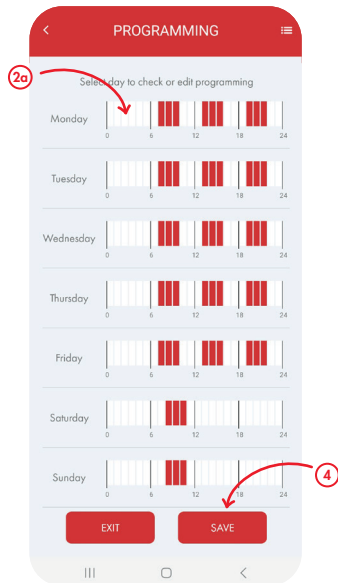 PROGRAMMING
2a
Select day to check or edit programming
Monday
0 6 12 18 24
Tuesday
0 6 12 18 24
Wednesday
0 6 12 18 24
Thursday
0 6 12 18 24
Friday
0 6 12 18 24
Saturday
0 6 12 18 24
Sunday
0 6 12 18 24
4
EXIT SAVE